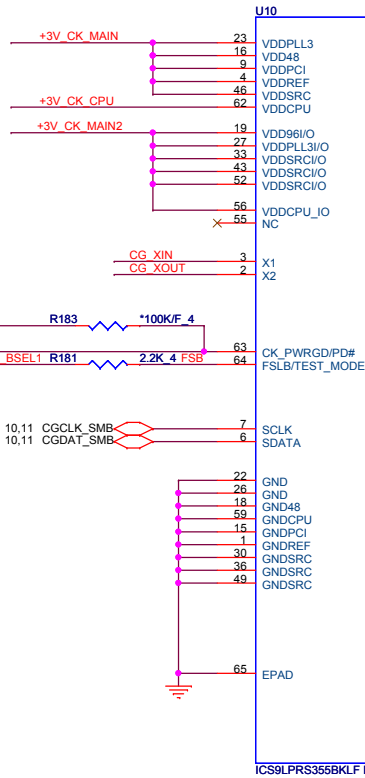 U10
+3V_CK_MAIN 23 VDDPLL3
16 VDD48
9 VDDPCI
4 VDDREF
46 VDDSRC
+3V_CK_CPU 62 VDDCPU
+3V_CK_MAIN2 19 VDD96I/O
27 VDDPLL3I/O
33 VDDSRCI/O
43 VDDSRCI/O
52 VDDSRCI/O
56 VDDCPU_IO
55 NC
CG_XIN 3 X1
CG_XOUT 2 X2
R183 *100K/F_4
63 CK_PWRGD/PD#
_BSEL1 R181 2.2K_4 FSB 64 FSLB/TEST_MODE
10,11 CGCLK_SMB 7 SCLK
10,11 CGDAT_SMB 6 SDATA
22 GND
26 GND
18 GND48
59 GNDCPU
15 GNDPCI
1 GNDREF
30 GNDSRC
36 GNDSRC
49 GNDSRC
65 EPAD
ICS9LPRS355BKLF